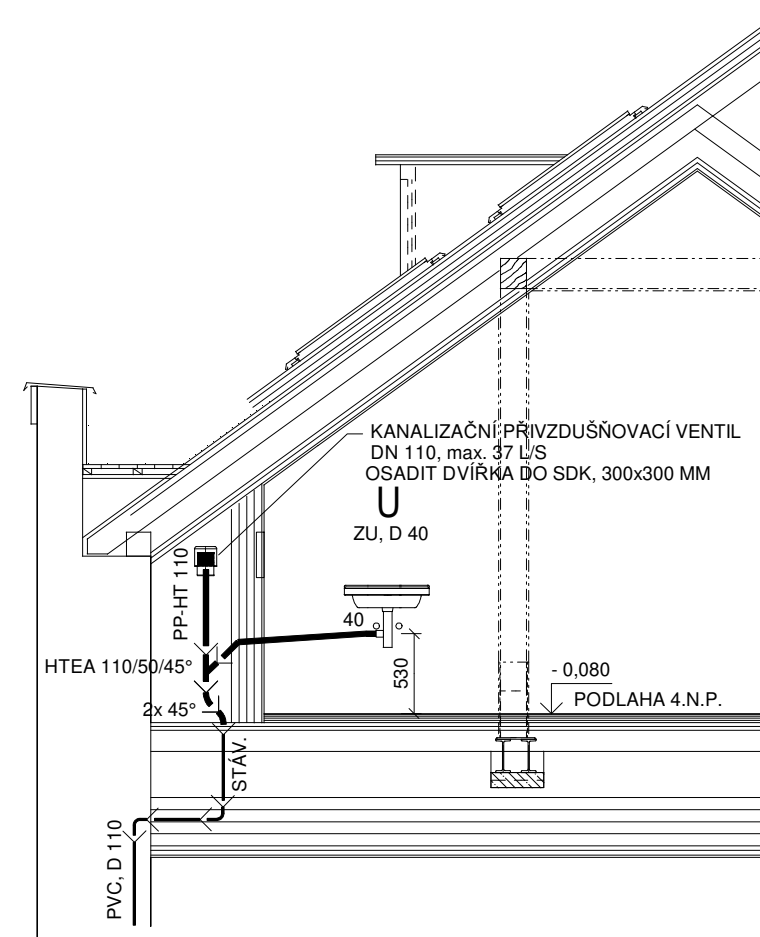 KANALIZAČNÍ PŘIVZDUŠŇOVACÍ VENTIL
DN 110, max. 37 L/S
OSADIT DVÍŘKA DO SDK, 300x300 MM
U
ZU, D 40
PP-HT 110
40
HTEA 110/50/45°
530
- 0,080
2x 45°
PODLAHA 4.N.P.
STÁV.
PVC, D 110